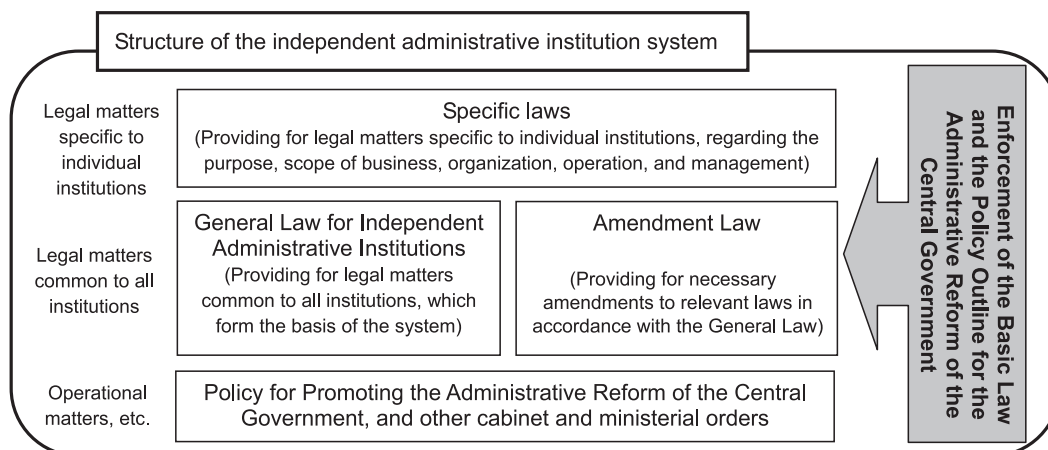 Structure of the independent administrative institution system
Legal matters
specific to
individual
institutions
Specific laws
(Providing for legal matters specific to individual institutions, regarding the
purpose, scope of business, organization, operation, and management)
Legal matters
common to all
institutions
General Law for Independent
Administrative Institutions
(Providing for legal matters
common to all institutions, which
form the basis of the system)
Amendment Law
(Providing for necessary
amendments to relevant laws in
accordance with the General Law)
Operational
matters, etc.
Policy for Promoting the Administrative Reform of the Central
Government, and other cabinet and ministerial orders
Enforcement of the Basic Law
and the Policy Outline for the
Administrative Reform of the
Central Government